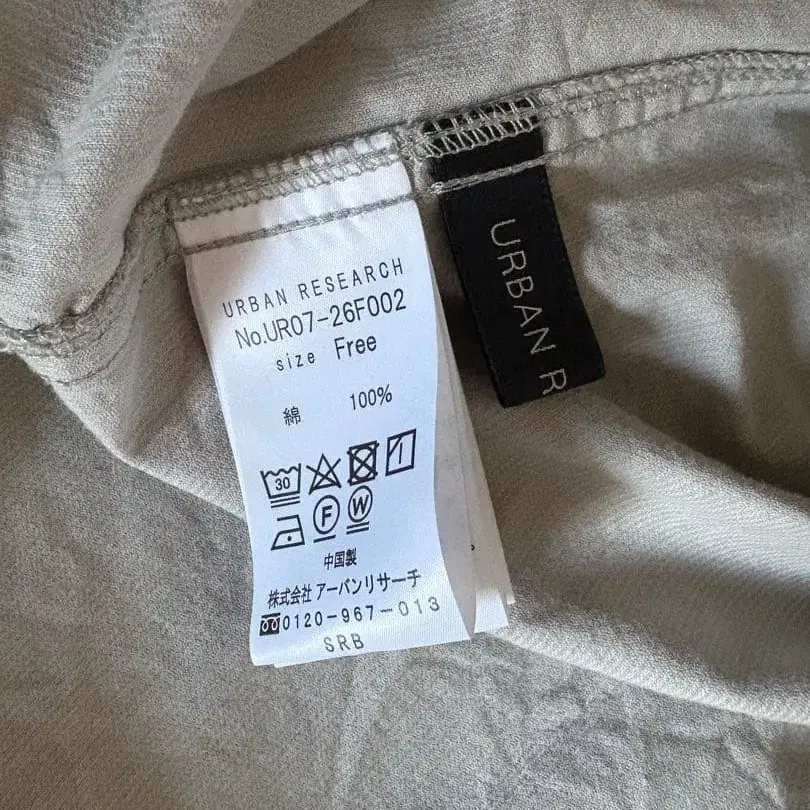 URBAN RESEARCH
No.UR07-26F002
size Free
綿 100%
30
F W
中国製
株式会社 アーバンリサーチ
0120-967-013
SRB
URBAN R